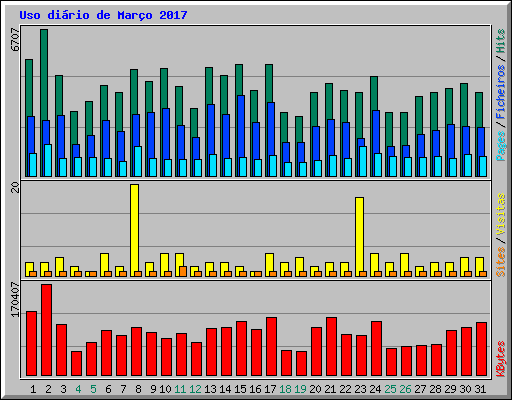 Uso diário de Março 2017
6707
20
170407
Pages / Ficheiros / Hits
Sites / Visitas
KBytes
1 2 3 4 5 6 7 8 9 10 11 12 13 14 15 16 17 18 19 20 21 22 23 24 25 26 27 28 29 30 31